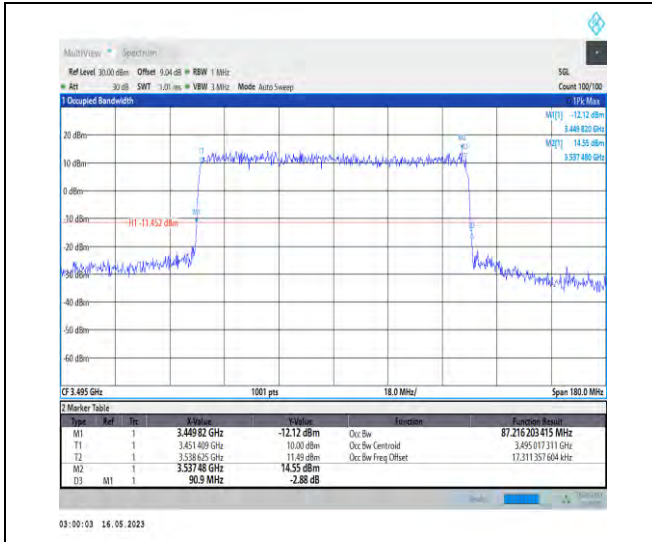 MultiView Spectrum
Ref Level 30.00 dBm Offset 9.04 dB RBW 1 MHz SGL
Att 30 dB SWT 1.01 ms VBW 3 MHz Mode Auto Sweep Count 100/100
1 Occupied Bandwidth 1Pk Max
M1[1] -12.12 dBm
3.449 820 GHz
M2[1] 14.55 dBm
3.537 480 GHz
20 dBm
10 dBm
0 dBm
-10 dBm
H1 -11.452 dBm
-20 dBm
-30 dBm
-40 dBm
-50 dBm
-60 dBm
M2
T1
M1
D3
CF 3.495 GHz 1001 pts 18.0 MHz/ Span 180.0 MHz
2 Marker Table
Type Ref Trc X-Value Y-Value Function Function Result
M1 1 3.449 82 GHz -12.12 dBm Occ Bw 87.216 203 415 MHz
T1 1 3.451 409 GHz 10.00 dBm Occ Bw Centroid 3.495 017 311 GHz
T2 1 3.538 625 GHz 11.49 dBm Occ Bw Freq Offset 17.311 357 604 kHz
M2 1 3.537 48 GHz 14.55 dBm
D3 M1 1 90.9 MHz -2.88 dB
03:00:03 16.05.2023